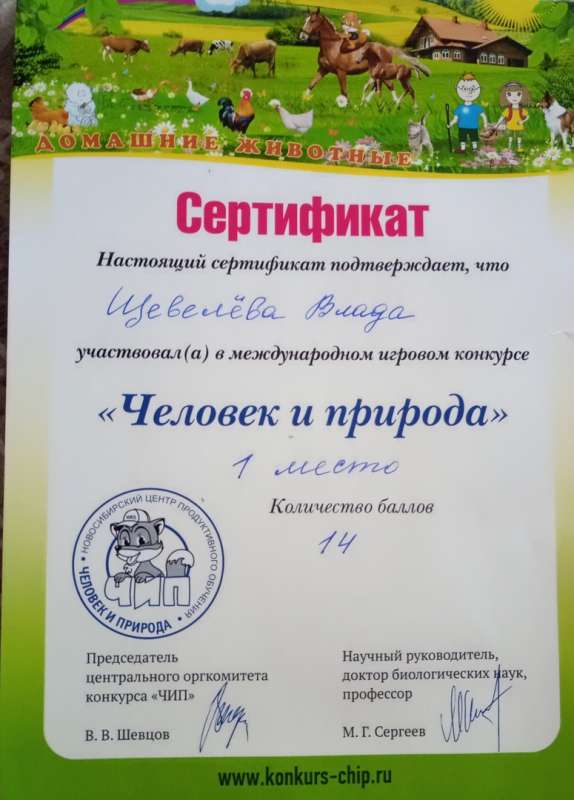 ДОМАШНИЕ ЖИВОТНЫЕ
Сертификат
Настоящий сертификат подтверждает, что
Щевелёва Влада
участвовал(а) в международном игровом конкурсе
«Человек и природа»
1 место
Количество баллов
14
НОВОСИБИРСКИЙ ЦЕНТР ПРОДУКТИВНОГО ОБУЧЕНИЯ
ЧИП
ЧЕЛОВЕК И ПРИРОДА
Председатель
центрального оргкомитета
конкурса «ЧИП»
В. В. Шевцов
Научный руководитель,
доктор биологических наук,
профессор
М. Г. Сергеев
www.konkurs-chip.ru